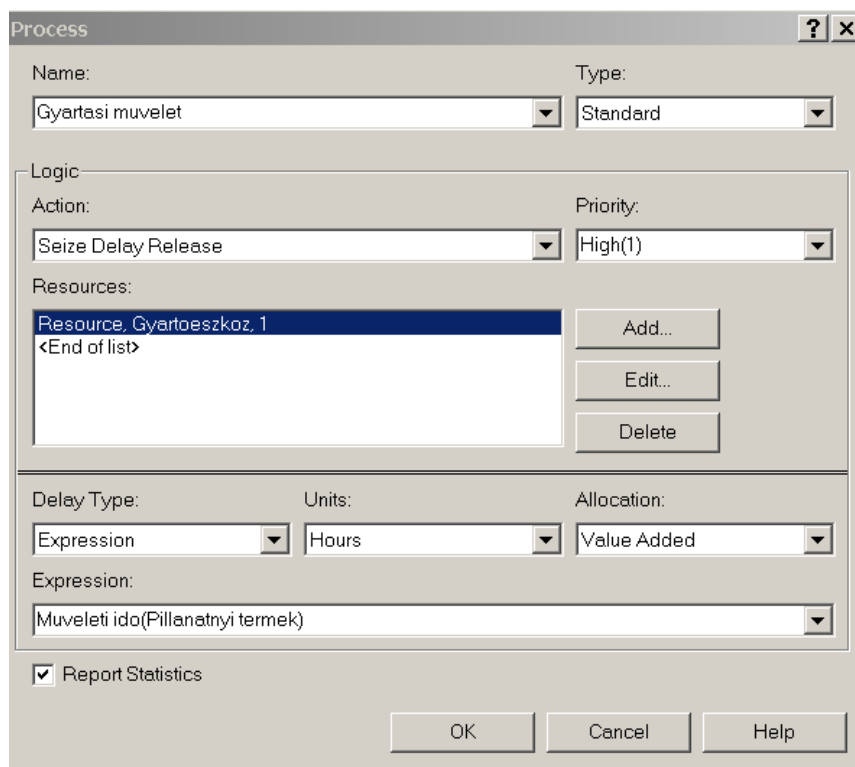 Process
Name: Type:
Gyartasi muvelet Standard
Logic
Action: Priority:
Seize Delay Release High(1)
Resources:
Resource, Gyartoeszkoz, 1
<End of list>
Add...
Edit...
Delete
Delay Type: Units: Allocation:
Expression Hours Value Added
Expression:
Muveleti ido(Pillanatnyi termek)
Report Statistics
OK Cancel Help